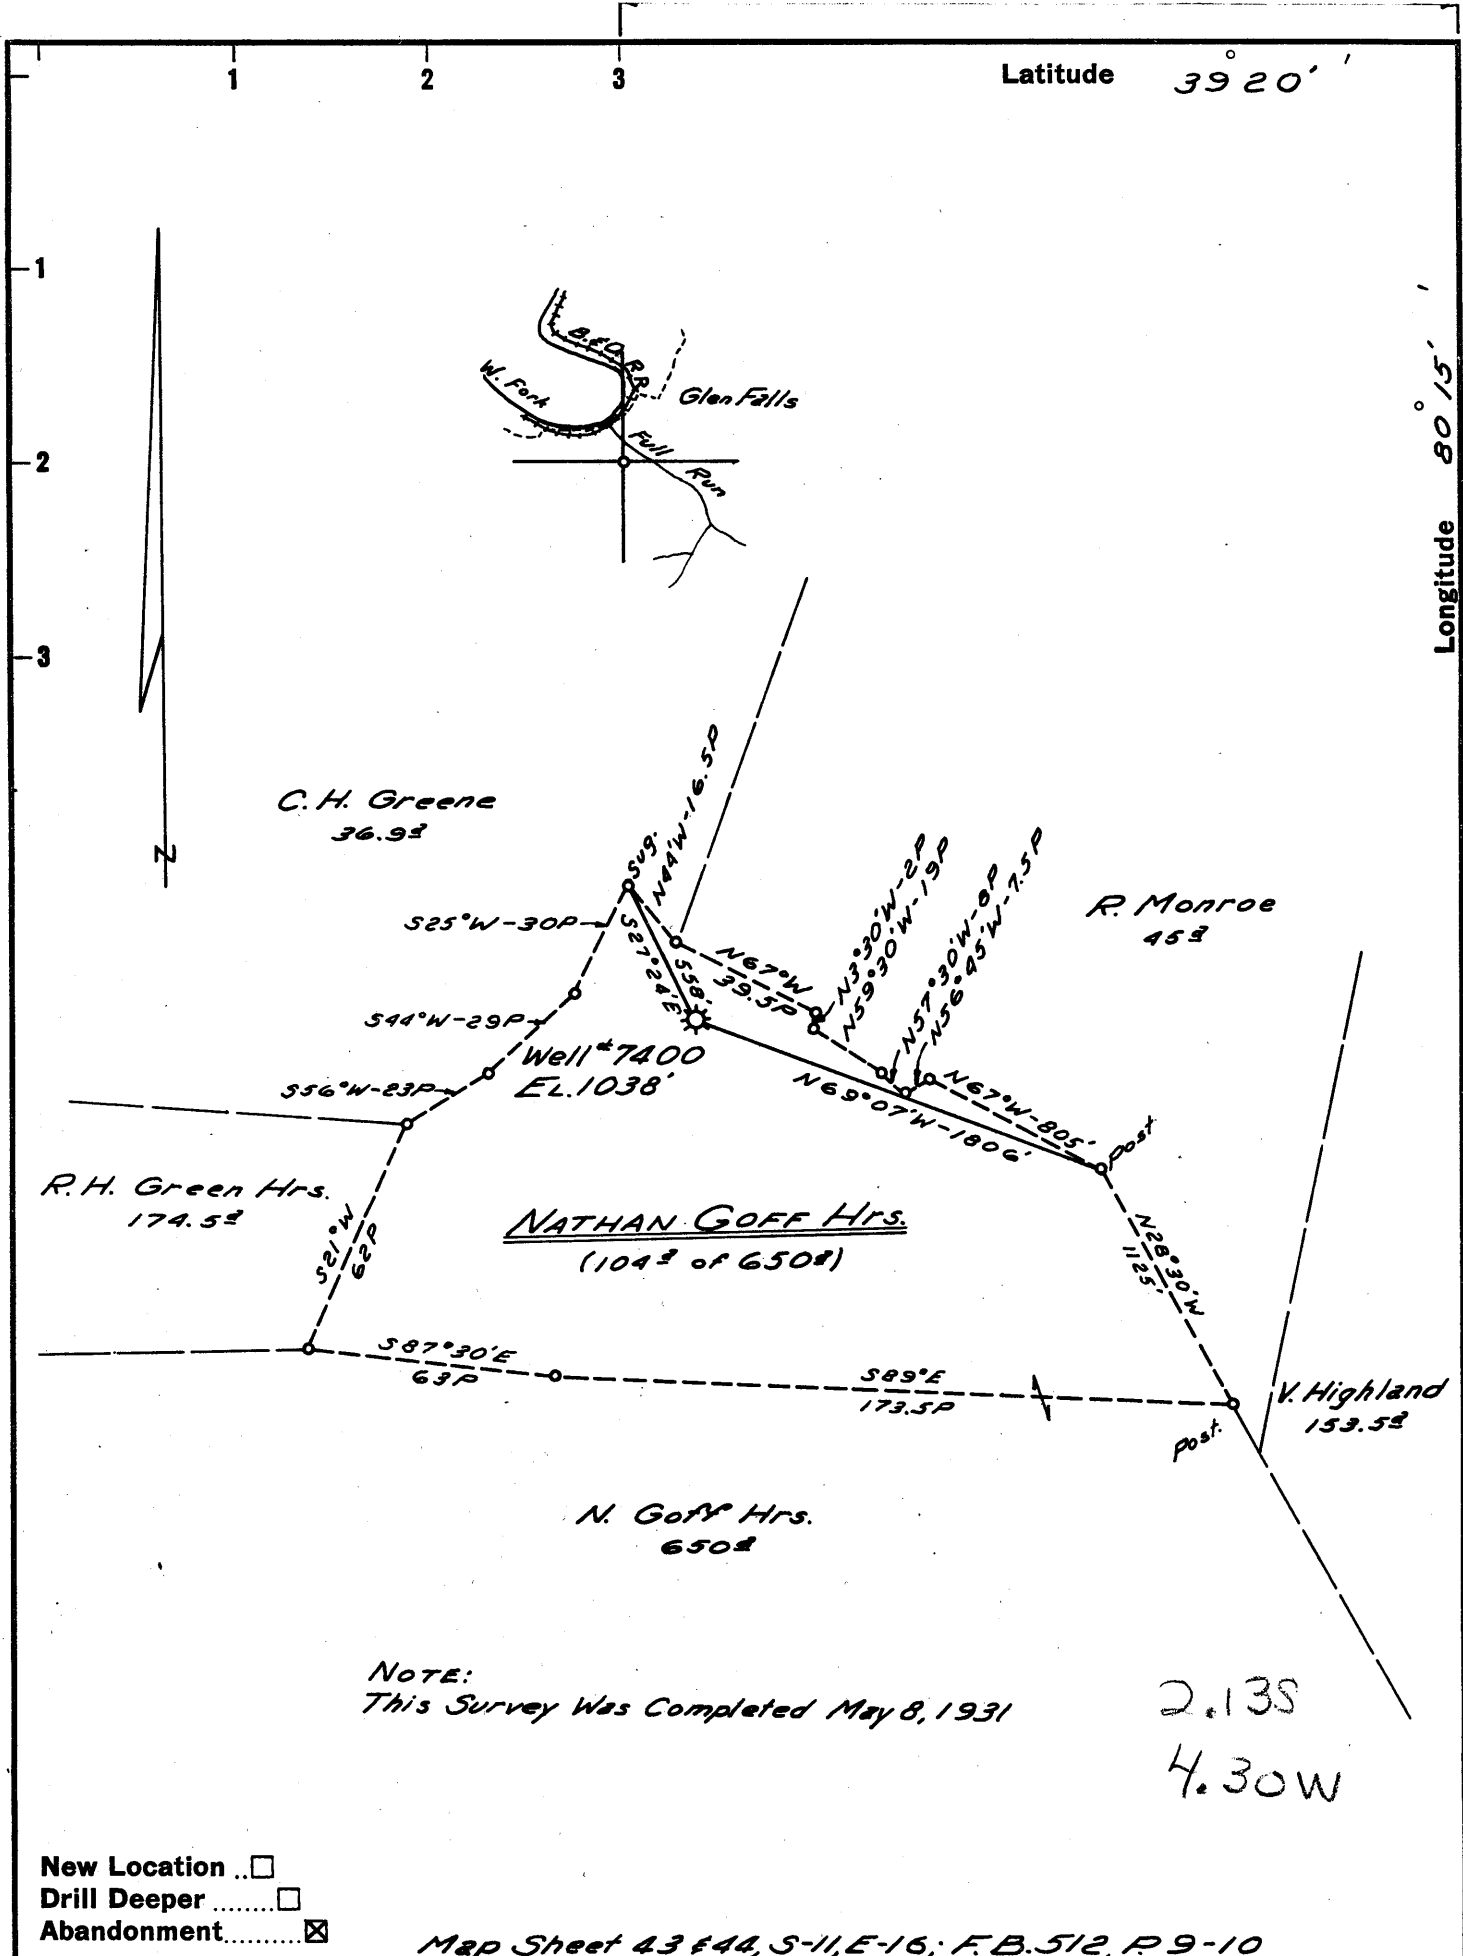 1 2 3 Latitude 39° 20'
1
2
3
Longitude 80° 15'
B.&O. R.R.
W. Fork
Glen Falls
Full Run
N
C. H. Greene
36.9a
Sug.
N44°W-16.5P
S25°W-30P
S27°24'E
558'
N67°W
39.5P
N3°30'W-2P
N59°30'W-19P
N57°30'W-8P
N56°45'W-7.5P
R. Monroe
45a
S44°W-29P
Well #7400
EL. 1038'
S56°W-23P
N69°07'W-1806'
N67°W-805'
post
R.H. Green Hrs.
174.5a
S21°W
62P
NATHAN GOFF Hrs.
(104a of 650a)
N28°30'W
1125'
S87°30'E
63P
S89°E
173.5P
V. Highland
153.5a
post.
N. Goff Hrs.
650a
NOTE:
This Survey Was Completed May 8, 1931
2.13S
4.30W
New Location ..☐
Drill Deeper ........☐
Abandonment..........☒
Map Sheet 43 & 44, S-11, E-16; F.B. 512, P. 9-10